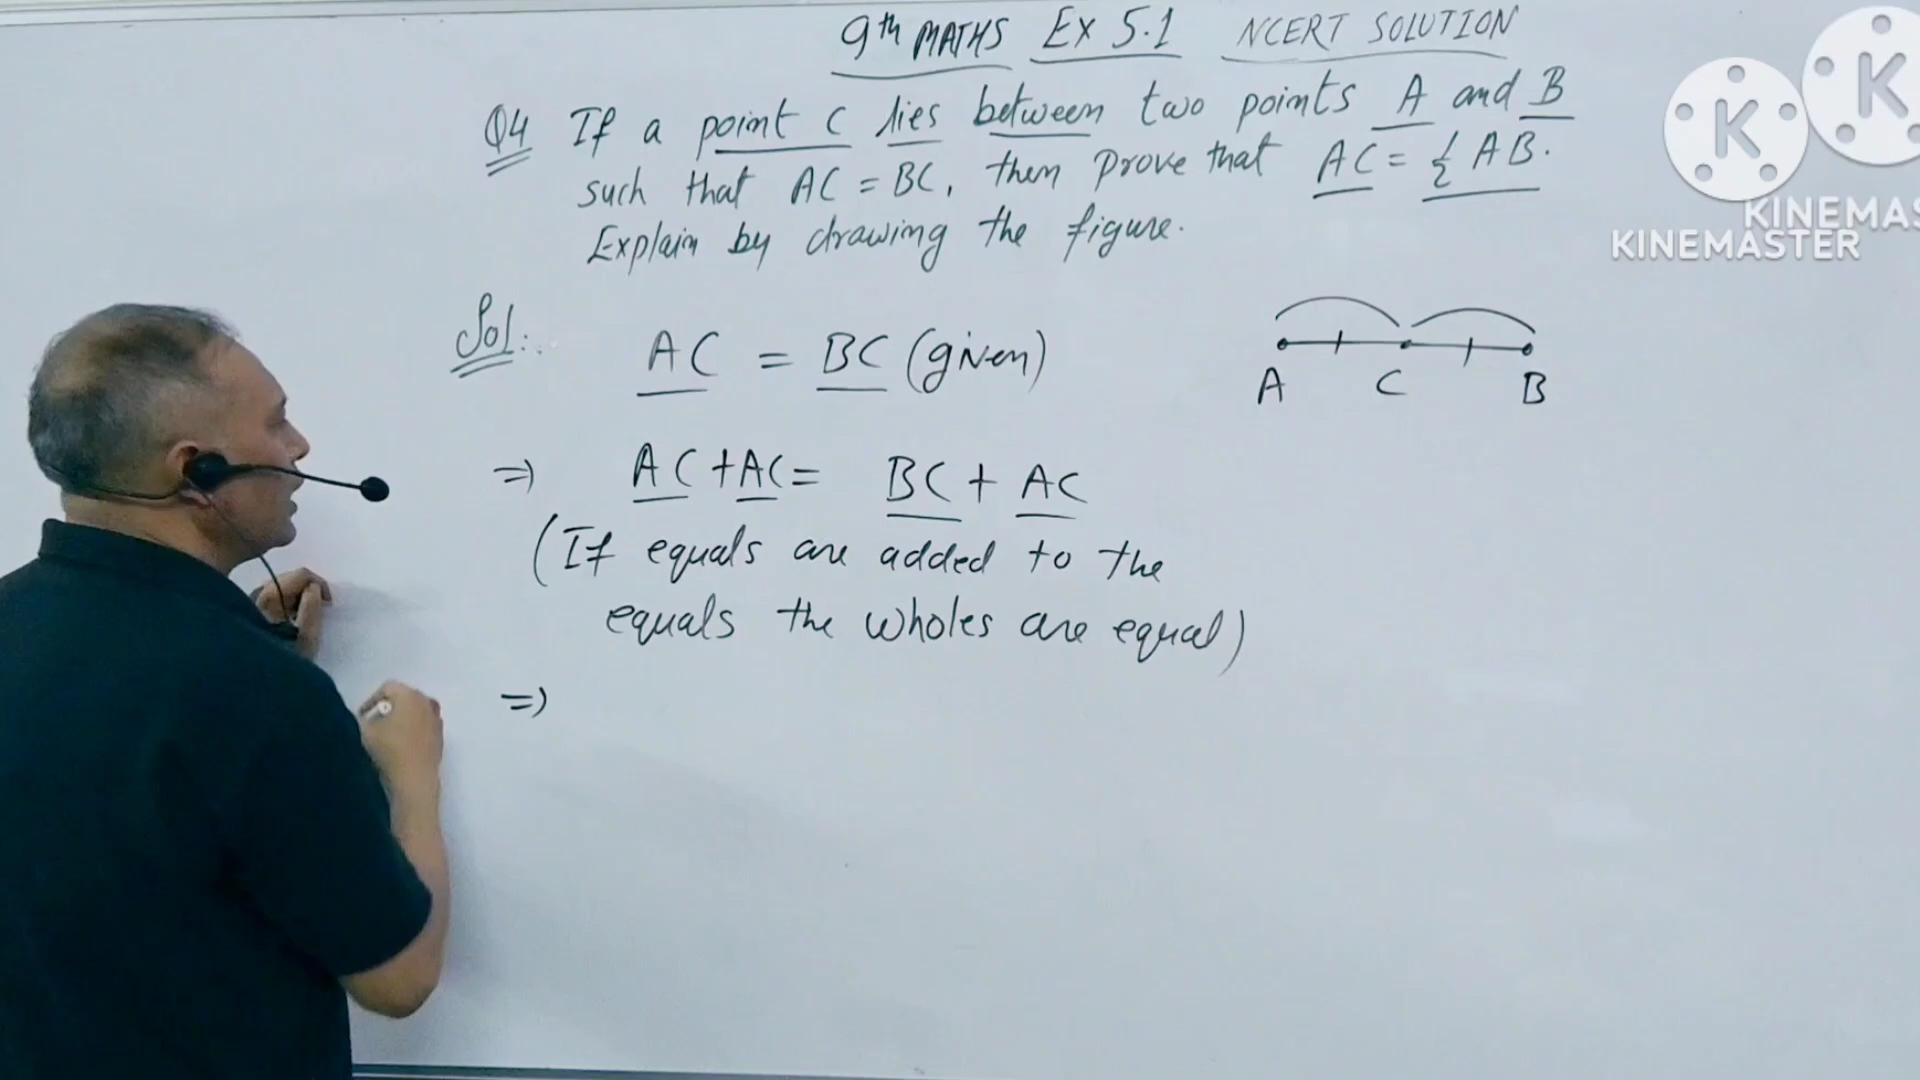 9th MATHS Ex 5.1 NCERT SOLUTION
Q4 If a point C lies between two points A and B
such that AC = BC, then prove that AC = 1/2 AB.
Explain by drawing the figure.
Sol:
AC = BC (given)
A C B
=) AC + AC = BC + AC
(If equals are added to the
equals the wholes are equal)
=)
K K
KINEMAS
KINEMASTER